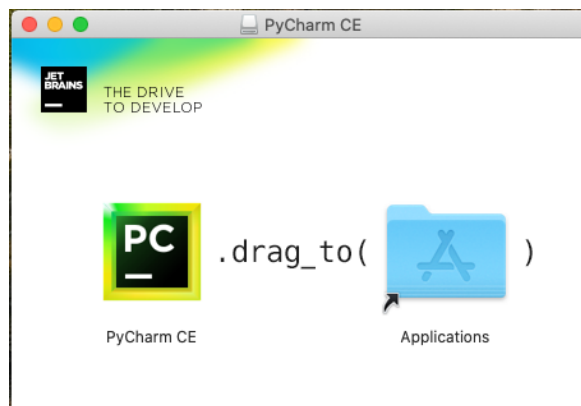 PyCharm CE
JET
BRAINS
THE DRIVE
TO DEVELOP
PC
.drag_to(
)
PyCharm CE
Applications